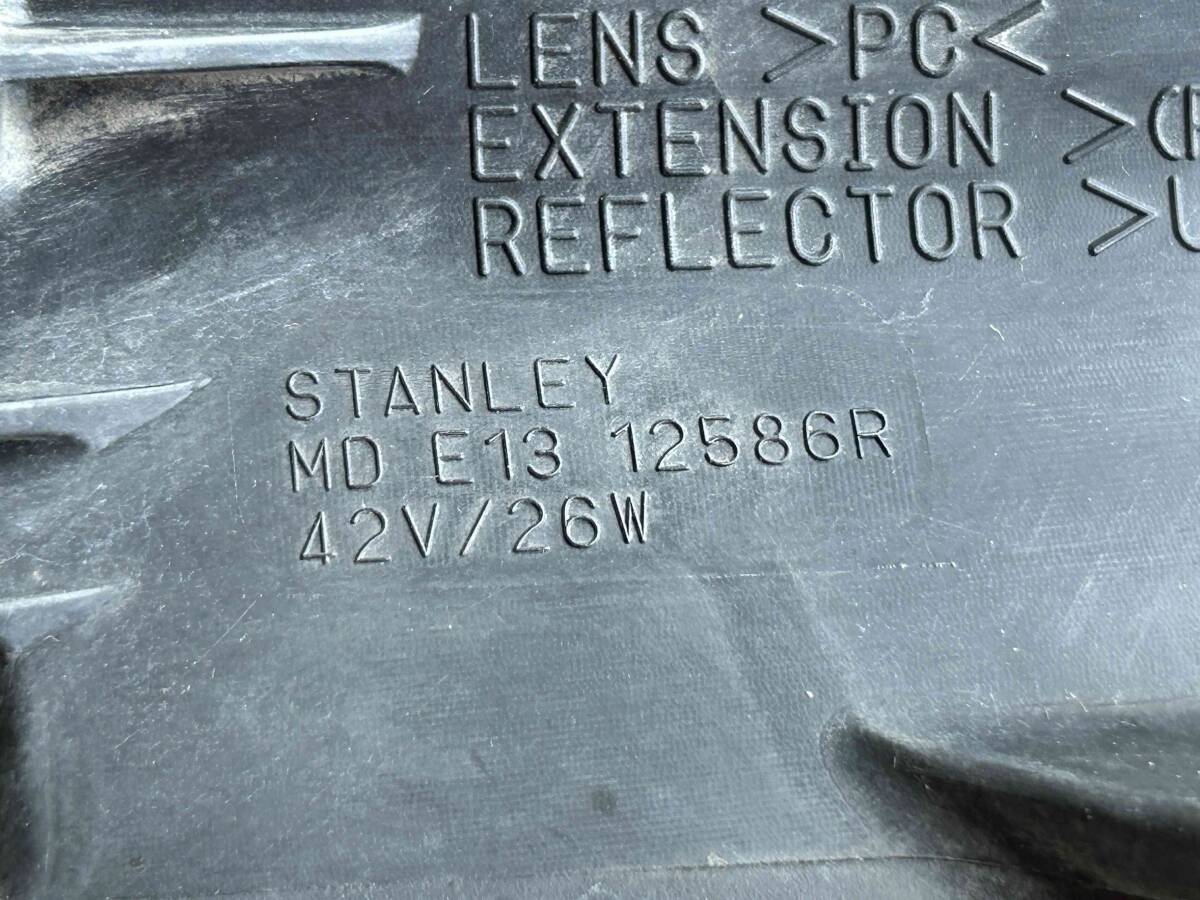 LENS >PC<
EXTENSION >(
REFLECTOR >U
STANLEY
MD E13 12586R
42V/26W